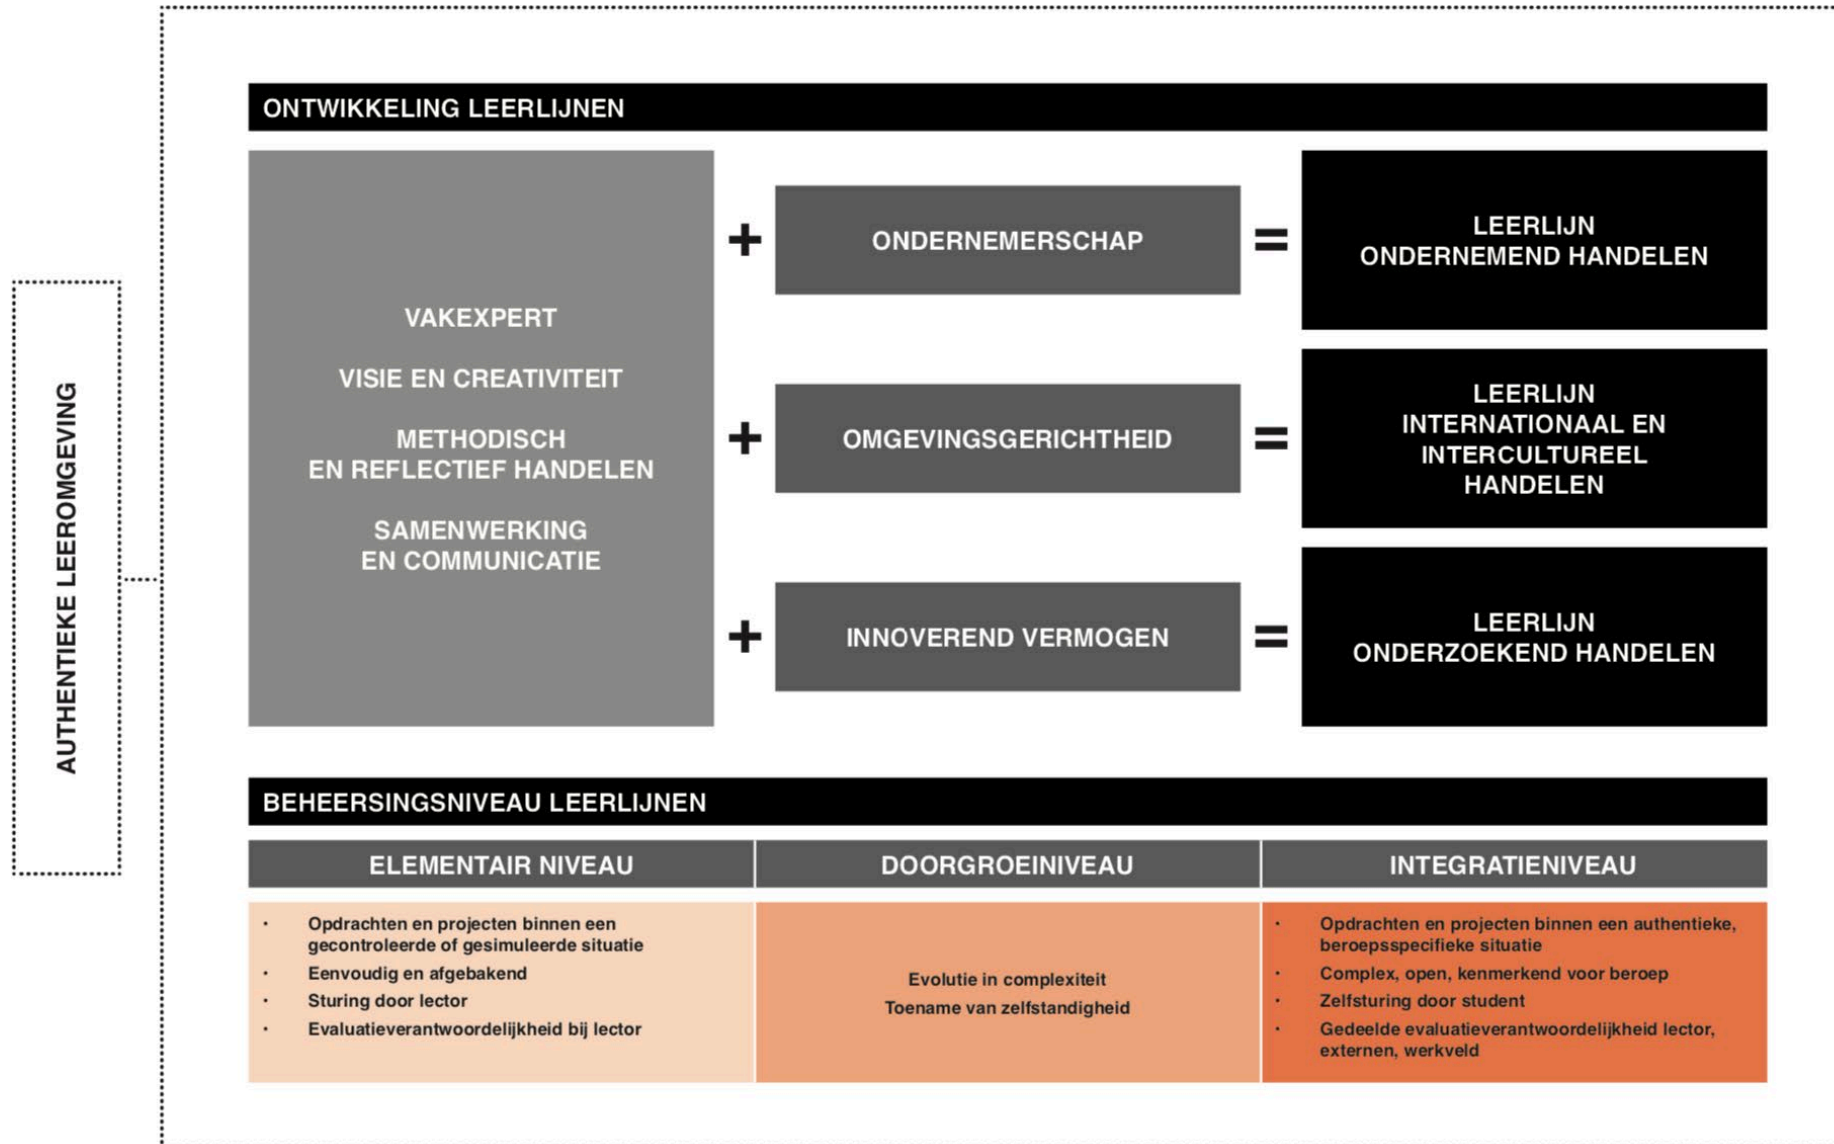 AUTHENTIEKE LEEROMGEVING
ONTWIKKELING LEERLIJNEN
VAKEXPERT
VISIE EN CREATIVITEIT
METHODISCH
EN REFLECTIEF HANDELEN
SAMENWERKING
EN COMMUNICATIE
+
ONDERNEMERSCHAP
=
LEERLIJN
ONDERNEMEND HANDELEN
+
OMGEVINGSGERICHTHEID
=
LEERLIJN
INTERNATIONAAL EN
INTERCULTUREEL
HANDELEN
+
INNOVEREND VERMOGEN
=
LEERLIJN
ONDERZOEKEND HANDELEN
BEHEERSINGSNIVEAU LEERLIJNEN
ELEMENTAIR NIVEAU
• Opdrachten en projecten binnen een
gecontroleerde of gesimuleerde situatie
• Eenvoudig en afgebakend
• Sturing door lector
• Evaluatieverantwoordelijkheid bij lector
DOORGROEINIVEAU
Evolutie in complexiteit
Toename van zelfstandigheid
INTEGRATIENIVEAU
• Opdrachten en projecten binnen een authentieke,
beroepsspecifieke situatie
• Complex, open, kenmerkend voor beroep
• Zelfsturing door student
• Gedeelde evaluatieverantwoordelijkheid lector,
externen, werkveld